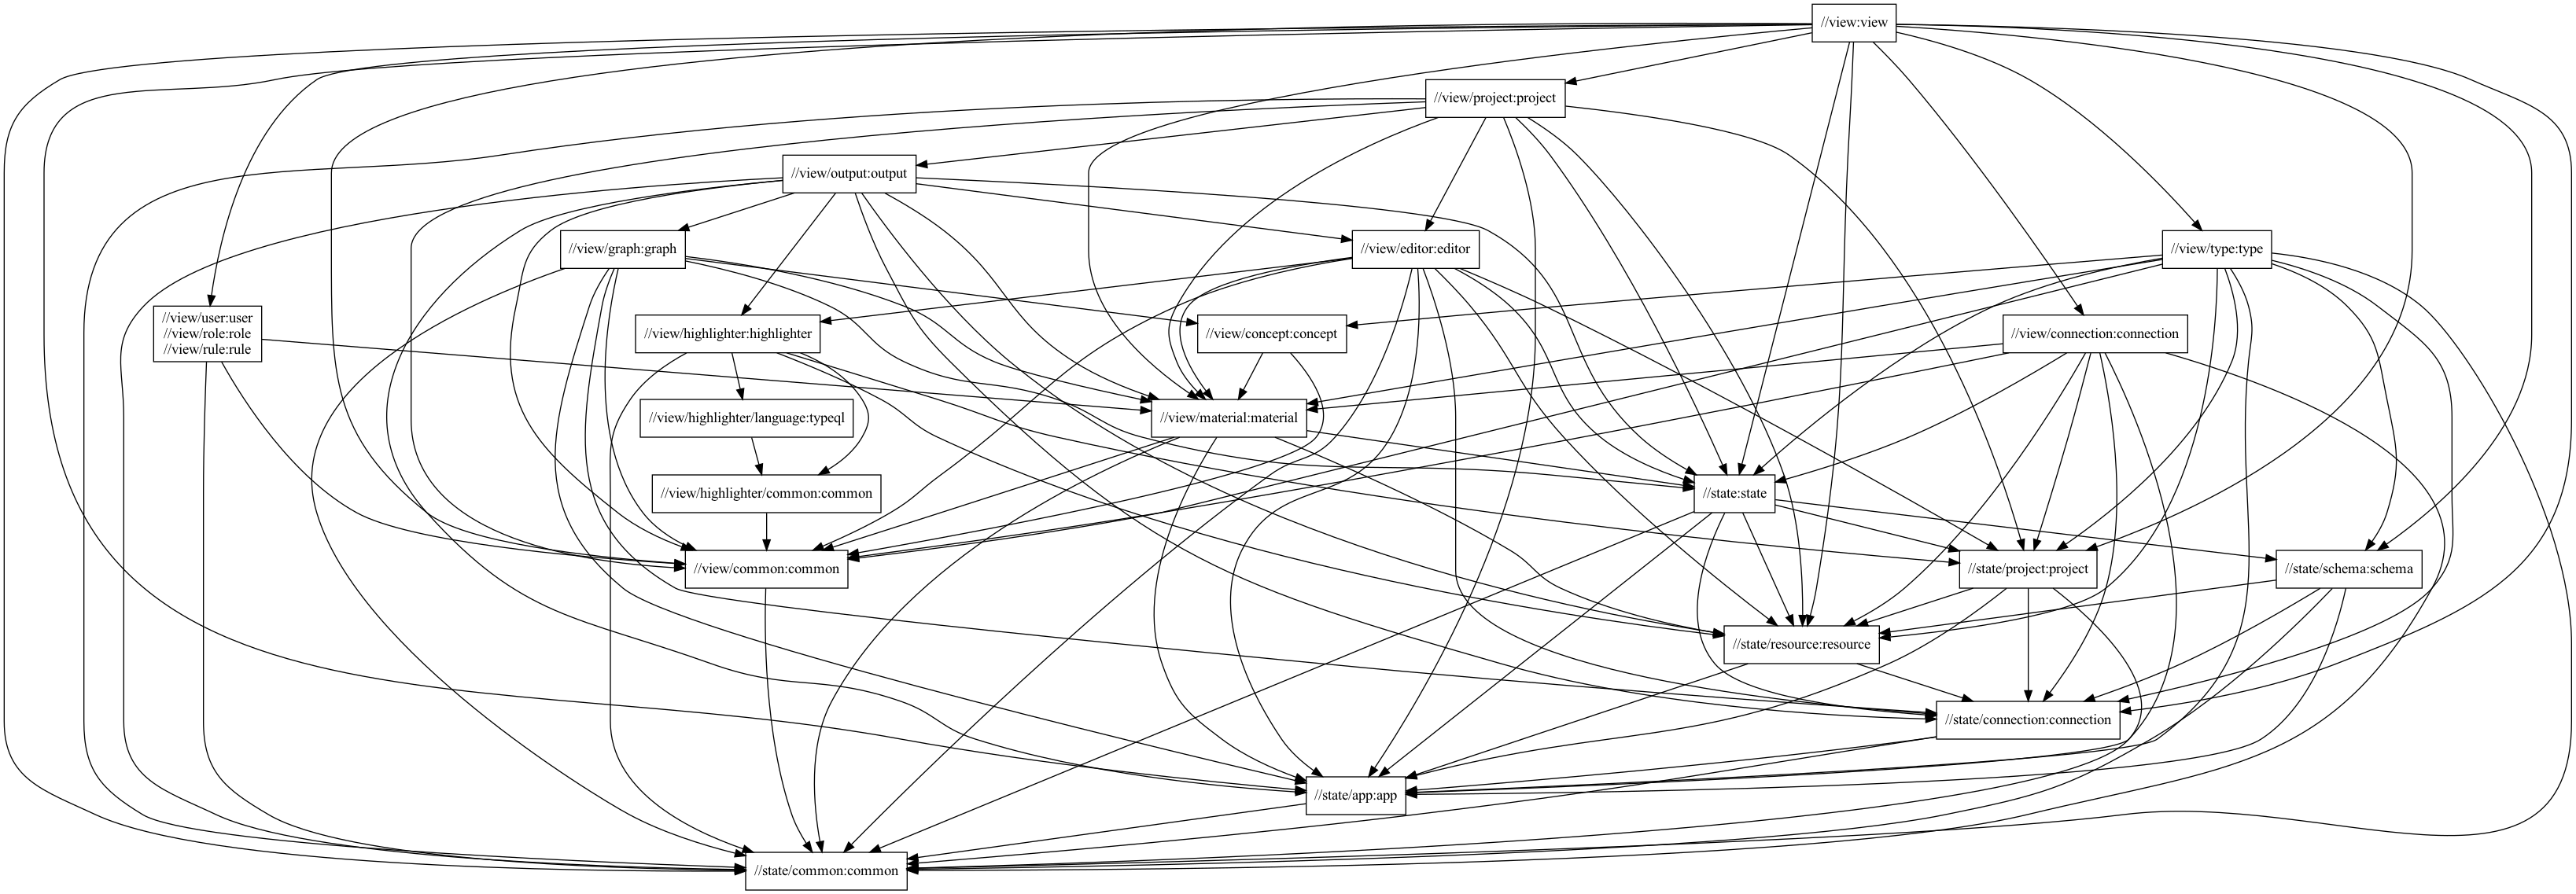 //view:view
//view/project:project
//view/output:output
//view/graph:graph
//view/editor:editor
//view/type:type
//view/user:user
//view/role:role
//view/rule:rule
//view/highlighter:highlighter
//view/concept:concept
//view/connection:connection
//view/highlighter/language:typeql
//view/material:material
//view/highlighter/common:common
//state:state
//view/common:common
//state/project:project
//state/schema:schema
//state/resource:resource
//state/connection:connection
//state/app:app
//state/common:common